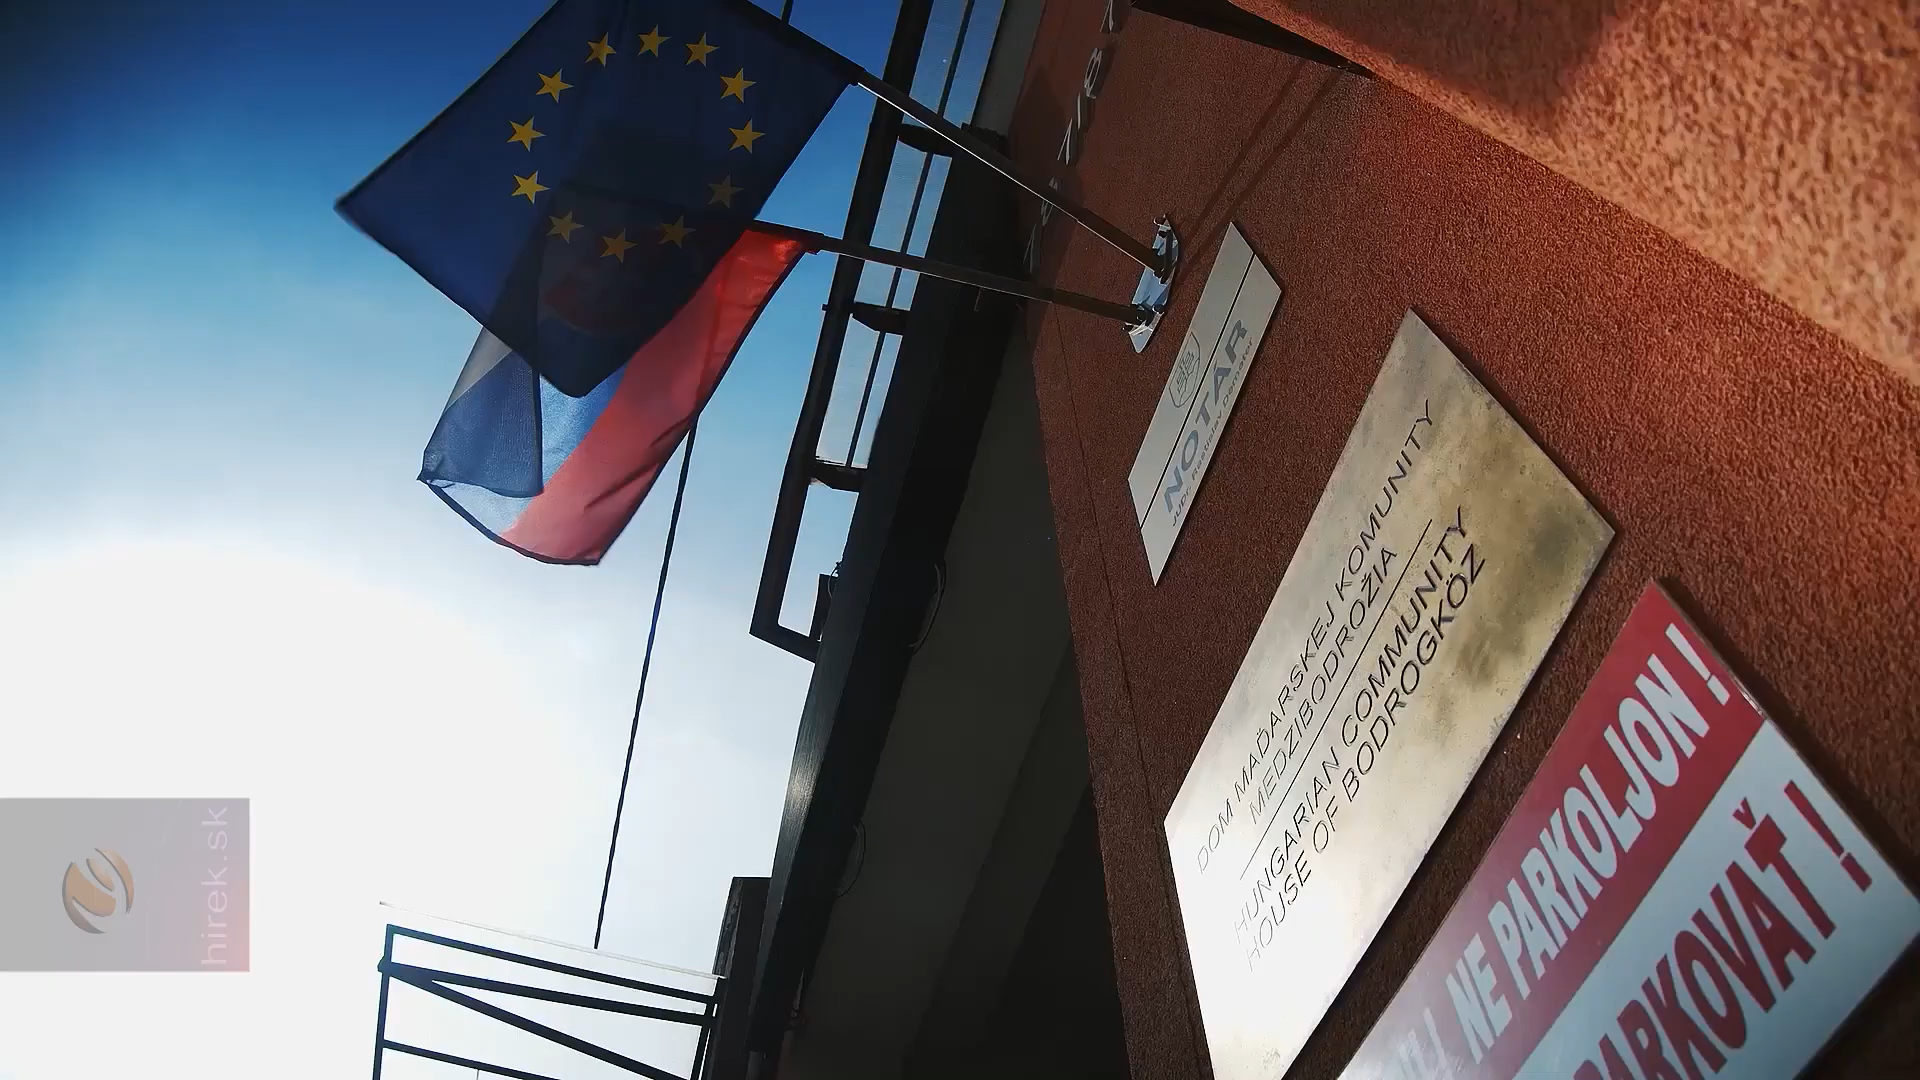 NOTÁR
DOM MAĎARSKEJ KOMUNITY
MEDZIBODROŽIA
HUNGARIAN COMMUNITY
HOUSE OF BODROGKÖZ
NE PARKOLJON !
PARKOVAŤ !
hirek.sk